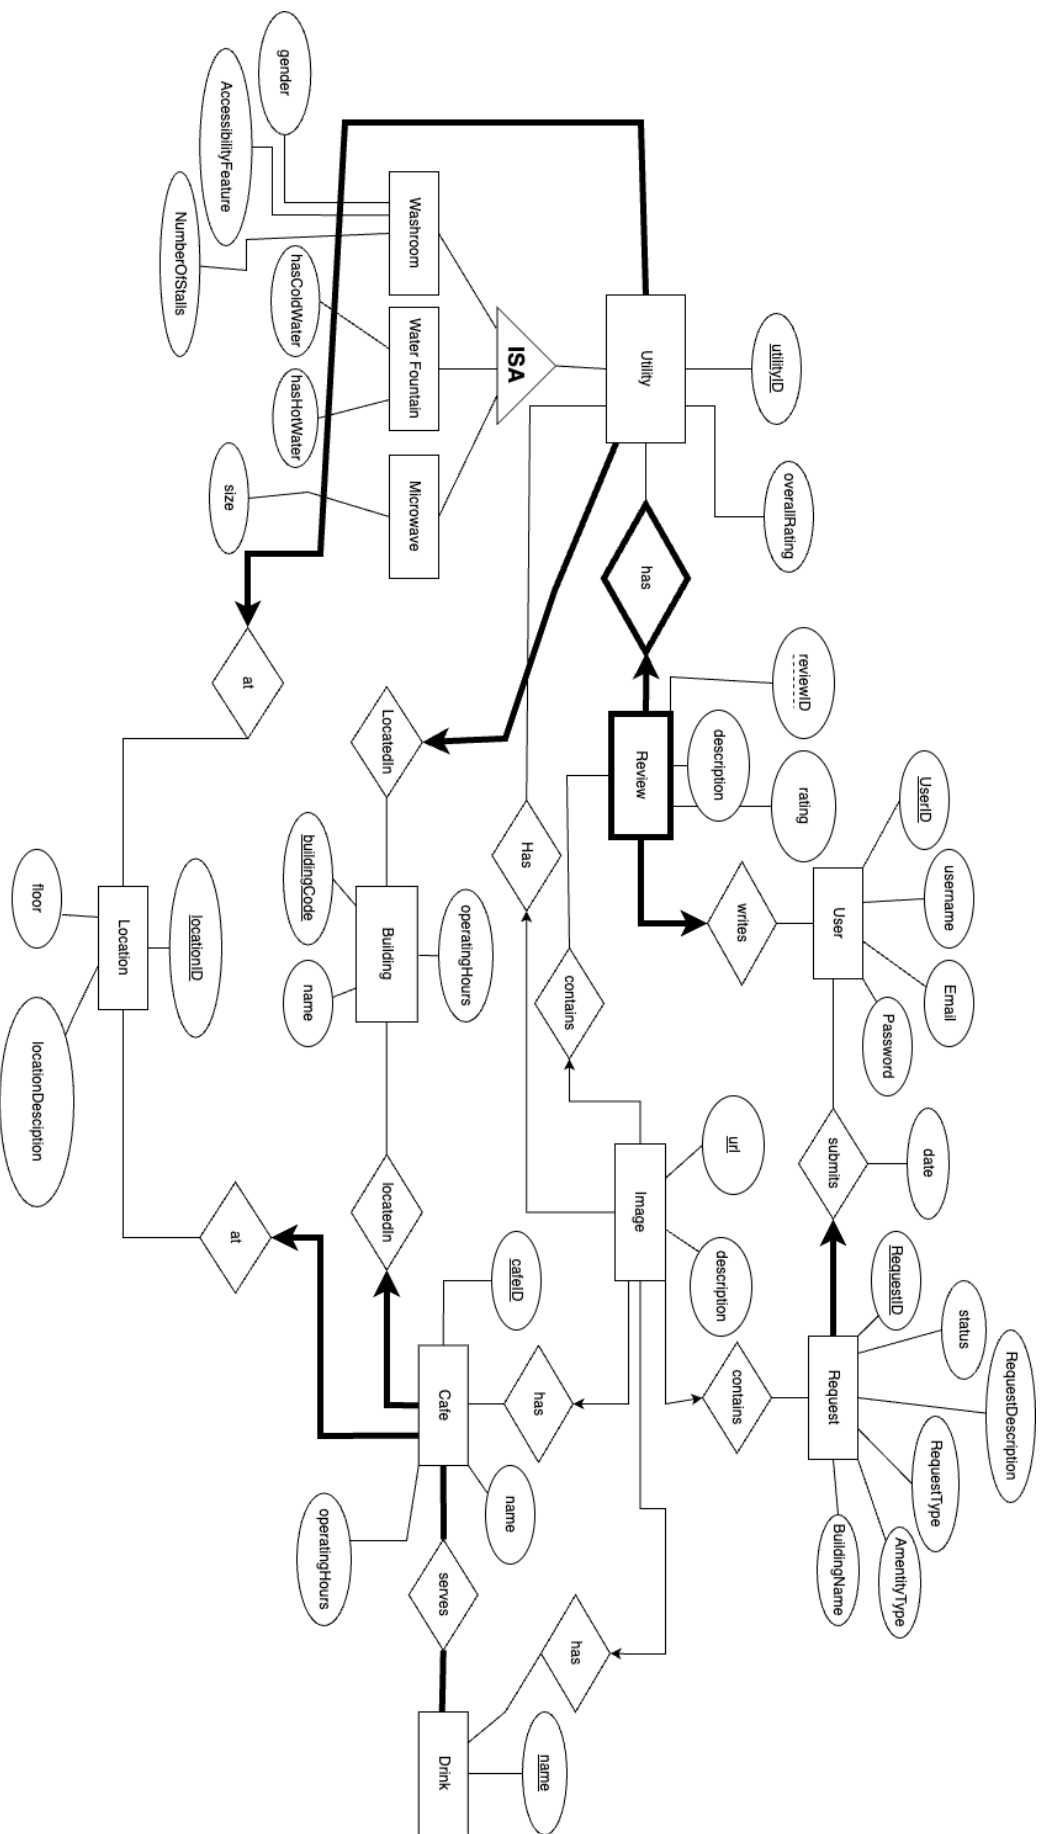 utilityID
overallRating
Utility
has
reviewID
rating
description
Review
UserID
username
Email
Password
User
writes
submits
date
RequestID
status
RequestDescription
RequestType
AmentityType
BuildingName
Request
contains
url
description
Image
contains
Has
has
has
ISA
Washroom
Water Fountain
Microwave
gender
AccessibilityFeature
NumberOfStalls
hasColdWater
hasHotWater
size
LocatedIn
buildingCode
operatingHours
name
Building
locatedIn
cafeID
Cafe
name
operatingHours
serves
Drink
name
at
floor
locationID
Location
locationDesciption
at